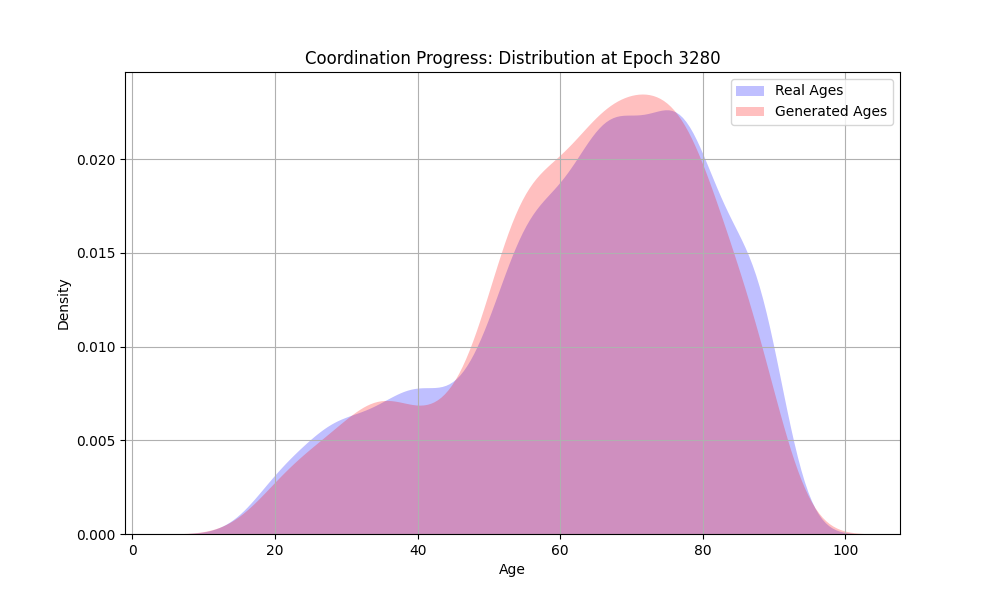 Coordination Progress: Distribution at Epoch 3280
Real Ages
Generated Ages
Density
0.020
0.015
0.010
0.005
0.000
0 20 40 60 80 100
Age